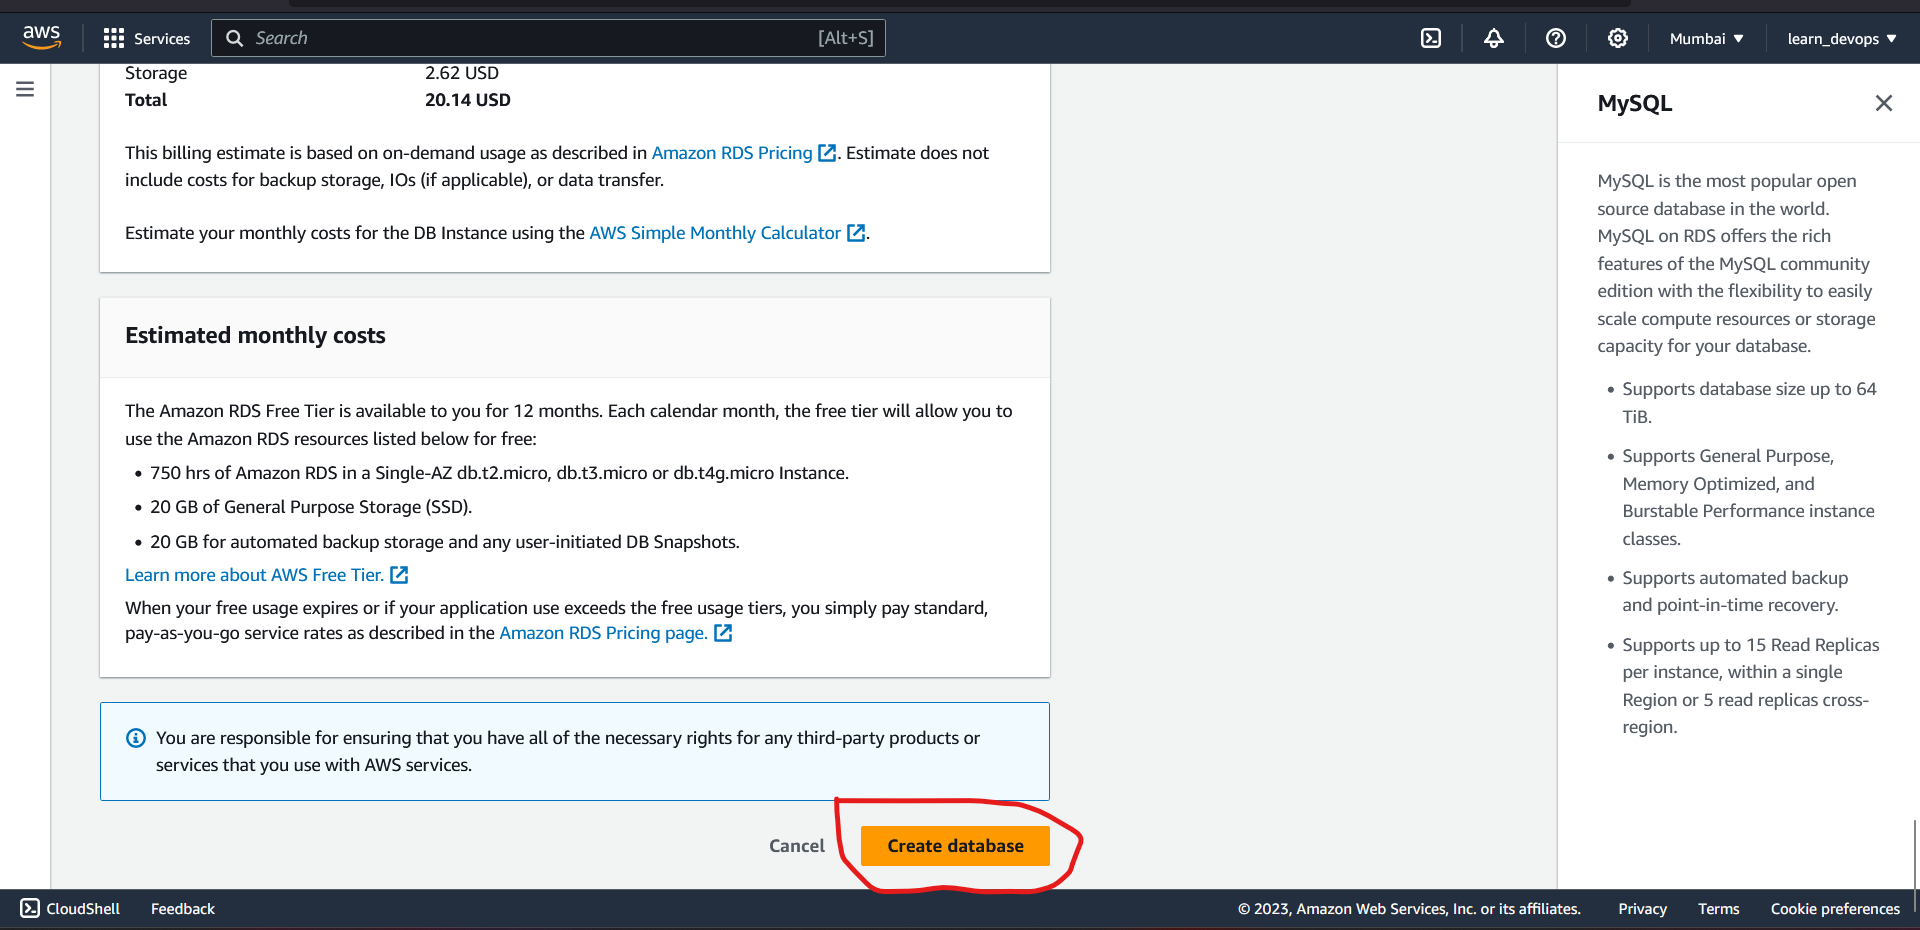 aws
Services
Search
[Alt+S]
Mumbai
learn_devops
Storage 2.62 USD
Total 20.14 USD
This billing estimate is based on on-demand usage as described in Amazon RDS Pricing. Estimate does not
include costs for backup storage, IOs (if applicable), or data transfer.
Estimate your monthly costs for the DB Instance using the AWS Simple Monthly Calculator.
Estimated monthly costs
The Amazon RDS Free Tier is available to you for 12 months. Each calendar month, the free tier will allow you to
use the Amazon RDS resources listed below for free:
• 750 hrs of Amazon RDS in a Single-AZ db.t2.micro, db.t3.micro or db.t4g.micro Instance.
• 20 GB of General Purpose Storage (SSD).
• 20 GB for automated backup storage and any user-initiated DB Snapshots.
Learn more about AWS Free Tier.
When your free usage expires or if your application use exceeds the free usage tiers, you simply pay standard,
pay-as-you-go service rates as described in the Amazon RDS Pricing page.
You are responsible for ensuring that you have all of the necessary rights for any third-party products or
services that you use with AWS services.
Cancel
Create database
MySQL
MySQL is the most popular open
source database in the world.
MySQL on RDS offers the rich
features of the MySQL community
edition with the flexibility to easily
scale compute resources or storage
capacity for your database.
• Supports database size up to 64
TiB.
• Supports General Purpose,
Memory Optimized, and
Burstable Performance instance
classes.
• Supports automated backup
and point-in-time recovery.
• Supports up to 15 Read Replicas
per instance, within a single
Region or 5 read replicas cross-
region.
CloudShell
Feedback
© 2023, Amazon Web Services, Inc. or its affiliates.
Privacy
Terms
Cookie preferences